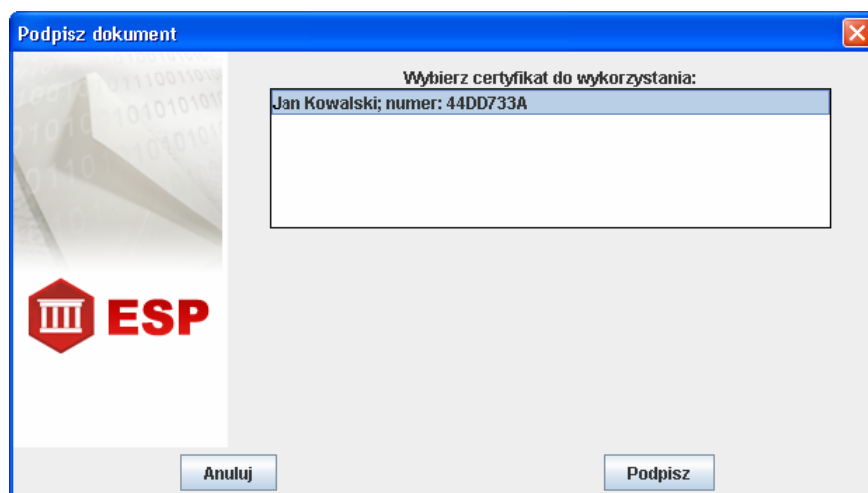 Podpisz dokument
Wybierz certyfikat do wykorzystania:
Jan Kowalski; numer: 44DD733A
ESP
Anuluj
Podpisz